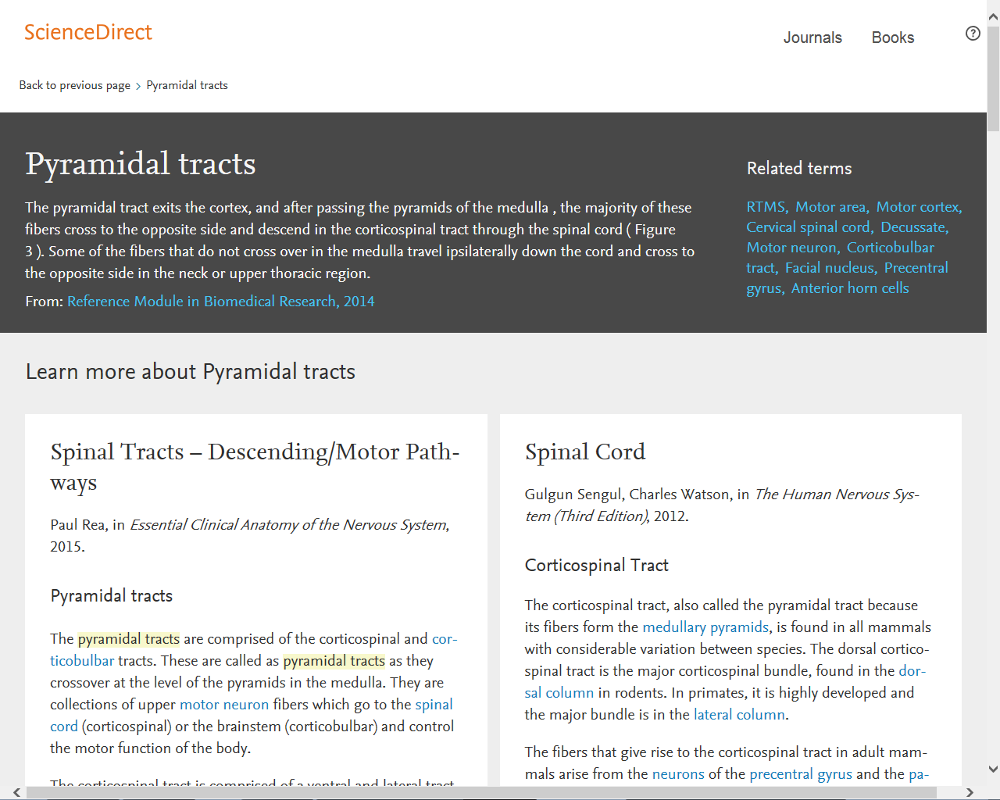 ScienceDirect
Journals Books
Back to previous page > Pyramidal tracts
Pyramidal tracts
The pyramidal tract exits the cortex, and after passing the pyramids of the medulla , the majority of these
fibers cross to the opposite side and descend in the corticospinal tract through the spinal cord ( Figure
3 ). Some of the fibers that do not cross over in the medulla travel ipsilaterally down the cord and cross to
the opposite side in the neck or upper thoracic region.
From: Reference Module in Biomedical Research, 2014
Related terms
RTMS, Motor area, Motor cortex,
Cervical spinal cord, Decussate,
Motor neuron, Corticobulbar
tract, Facial nucleus, Precentral
gyrus, Anterior horn cells
Learn more about Pyramidal tracts
Spinal Tracts – Descending/Motor Path-
ways
Paul Rea, in Essential Clinical Anatomy of the Nervous System,
2015.
Pyramidal tracts
The pyramidal tracts are comprised of the corticospinal and cor-
ticobulbar tracts. These are called as pyramidal tracts as they
crossover at the level of the pyramids in the medulla. They are
collections of upper motor neuron fibers which go to the spinal
cord (corticospinal) or the brainstem (corticobulbar) and control
the motor function of the body.
The corticospinal tract is comprised of a ventral and lateral tract
Spinal Cord
Gulgun Sengul, Charles Watson, in The Human Nervous Sys-
tem (Third Edition), 2012.
Corticospinal Tract
The corticospinal tract, also called the pyramidal tract because
its fibers form the medullary pyramids, is found in all mammals
with considerable variation between species. The dorsal cortico-
spinal tract is the major corticospinal bundle, found in the dor-
sal column in rodents. In primates, it is highly developed and
the major bundle is in the lateral column.
The fibers that give rise to the corticospinal tract in adult mam-
mals arise from the neurons of the precentral gyrus and the pa-